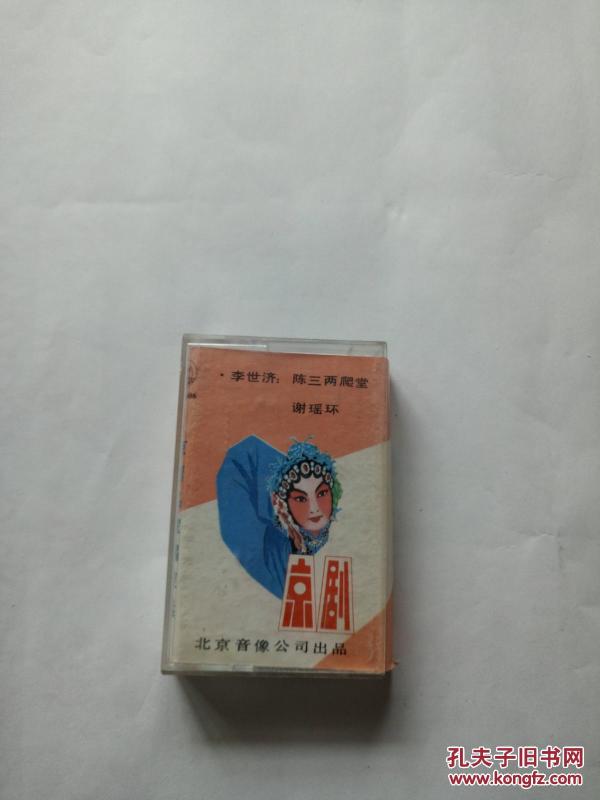 ·李世济：陈三两爬堂
谢瑶环
京剧
北京音像公司出品
孔夫子旧书网
www.kongfz.com